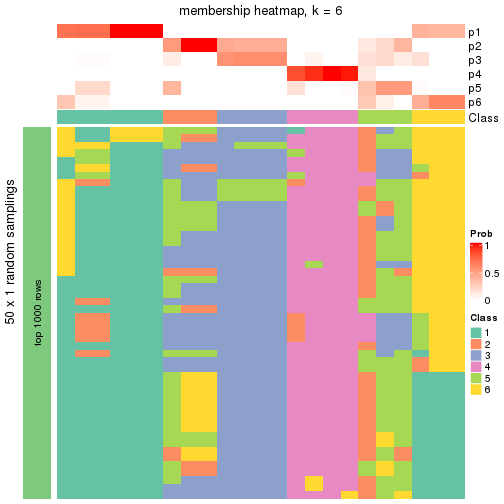 membership heatmap, k = 6
p1
p2
p3
p4
p5
p6
Class
50 x 1 random samplings
top 1000 rows
Prob
1
0.5
0
Class
1
2
3
4
5
6